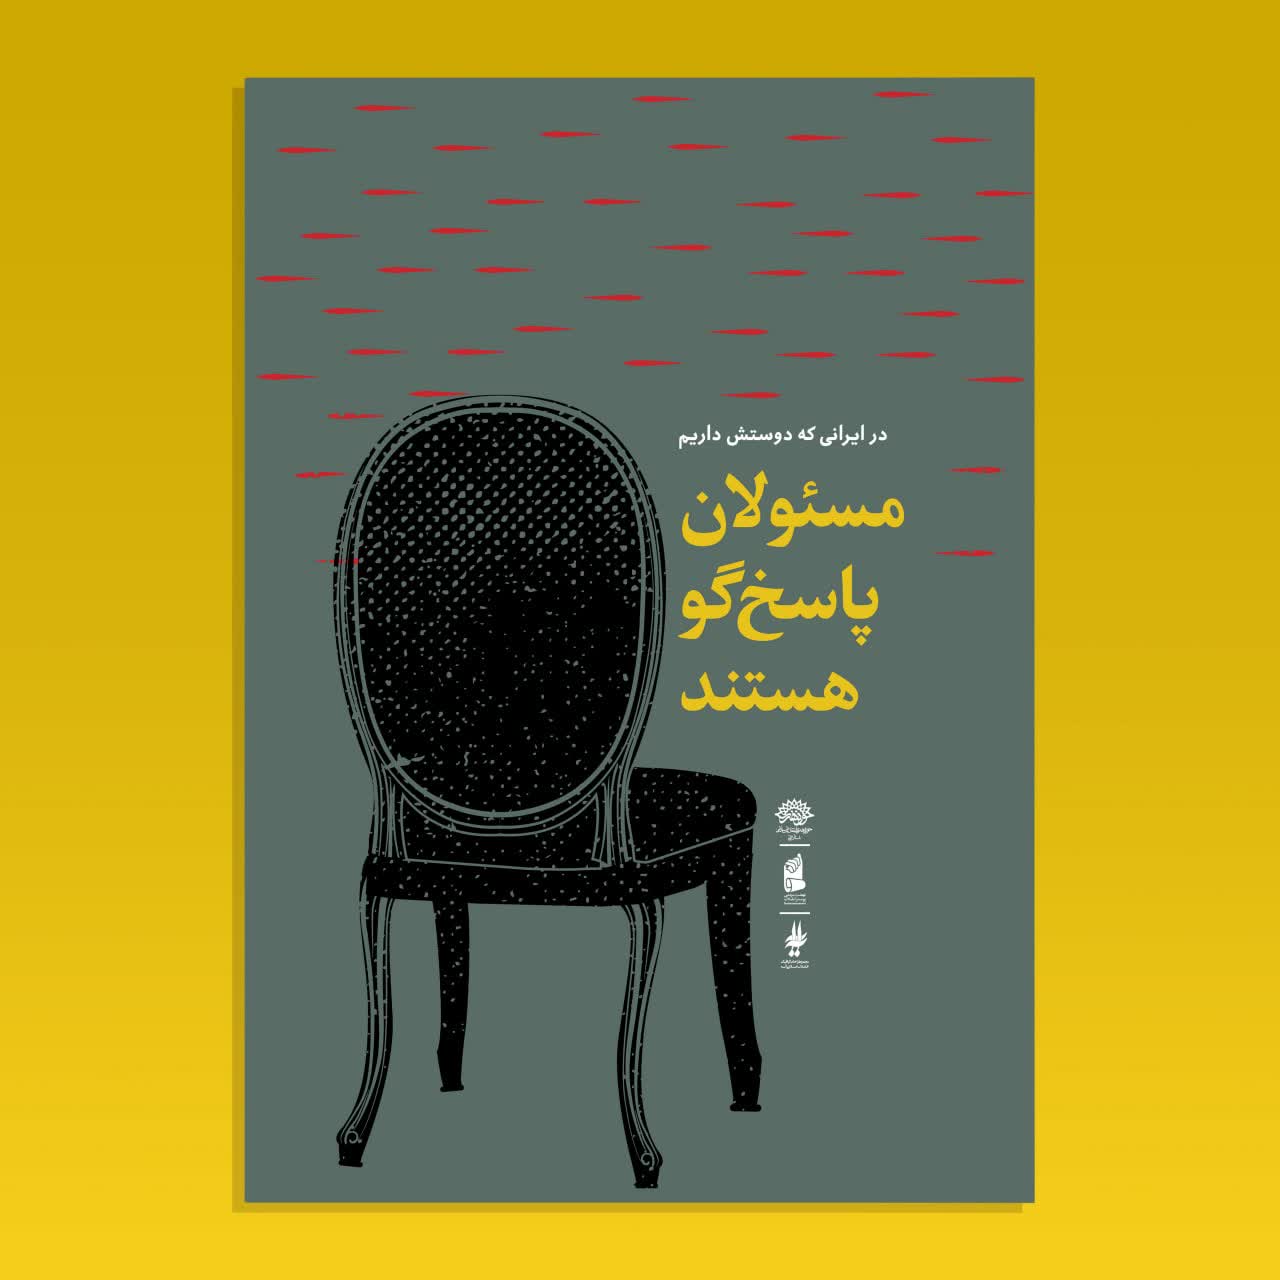 در ایرانی که دوستش داریم
مسئولان
پاسخ‌گو
هستند